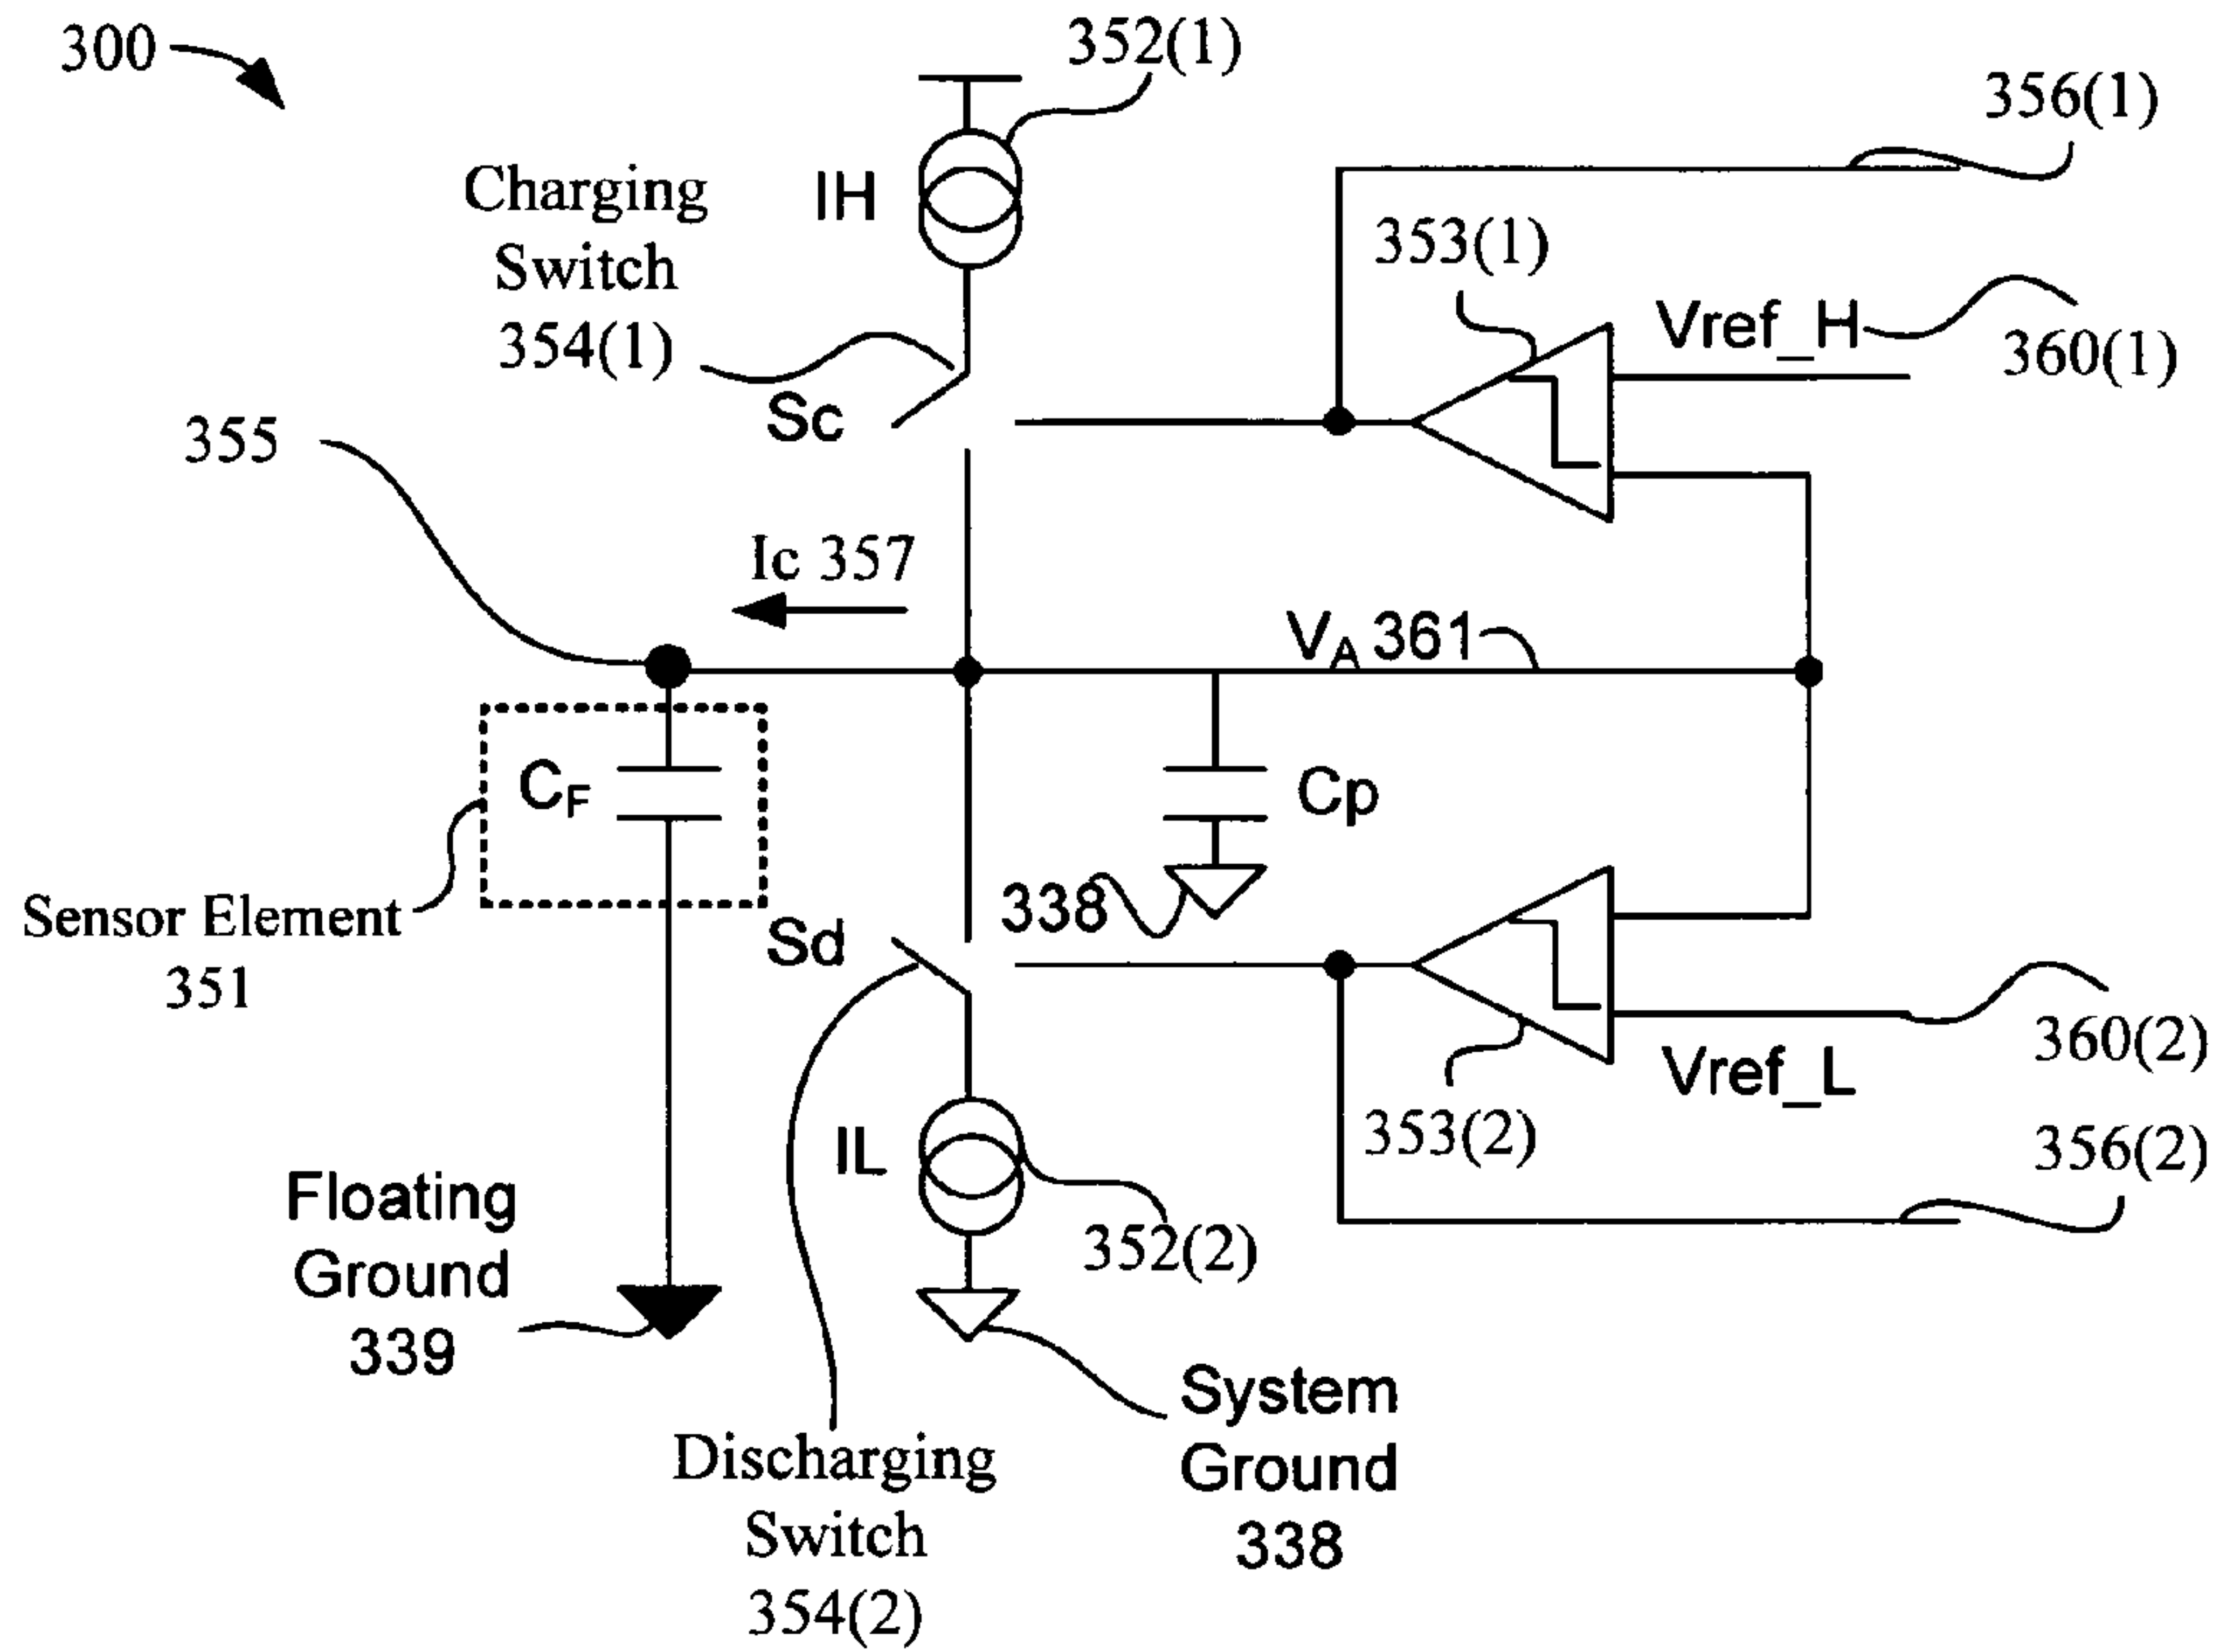 300
352(1)
356(1)
Charging
Switch
354(1)
IH
353(1)
Vref_H
360(1)
Sc
355
Ic 357
VA 361
CF
Cp
Sensor Element
351
338
Sd
360(2)
Vref_L
353(2)
356(2)
IL
352(2)
Floating
Ground
339
System
Ground
338
Discharging
Switch
354(2)